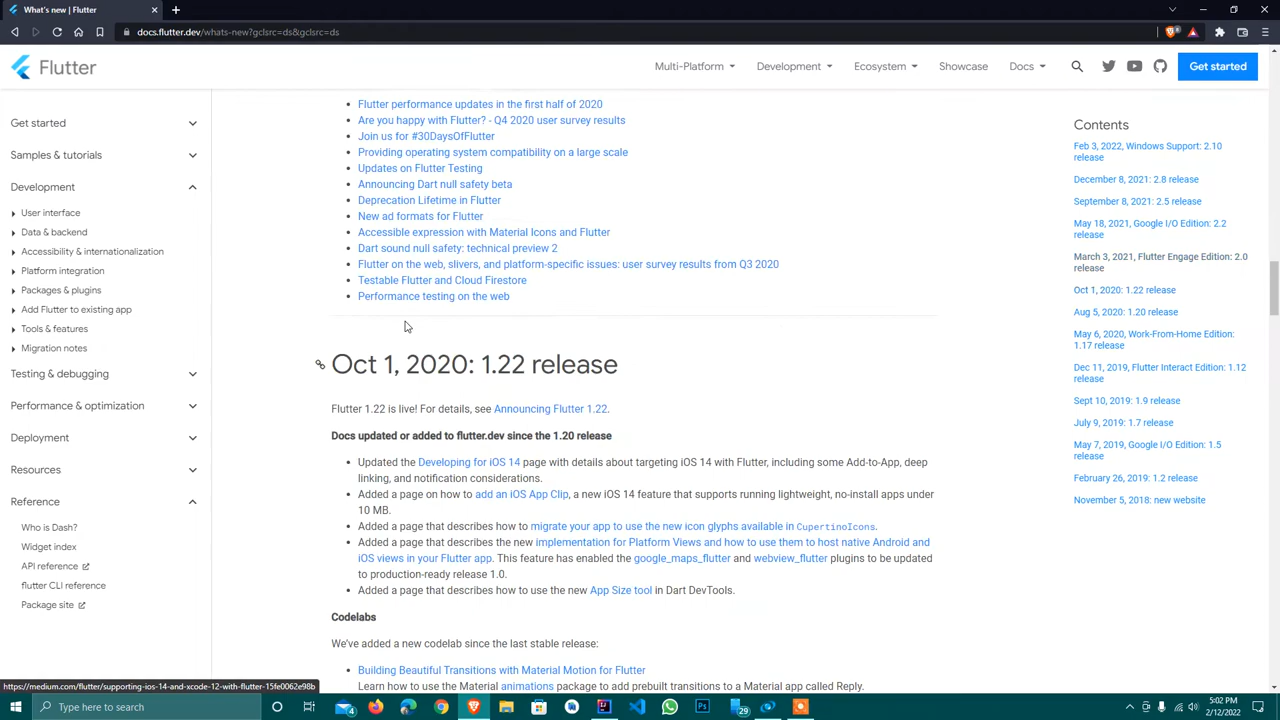 What's new | Flutter
docs.flutter.dev/whats-new?gclsrc=ds&gclsrc=ds
Flutter
Multi-Platform
Development
Ecosystem
Showcase
Docs
Get started
Get started
Samples & tutorials
Development
User interface
Data & backend
Accessibility & internationalization
Platform integration
Packages & plugins
Add Flutter to existing app
Tools & features
Migration notes
Testing & debugging
Performance & optimization
Deployment
Resources
Reference
Who is Dash?
Widget index
API reference
flutter CLI reference
Package site
Flutter performance updates in the first half of 2020
Are you happy with Flutter? - Q4 2020 user survey results
Join us for #30DaysOfFlutter
Providing operating system compatibility on a large scale
Updates on Flutter Testing
Announcing Dart null safety beta
Deprecation Lifetime in Flutter
New ad formats for Flutter
Accessible expression with Material Icons and Flutter
Dart sound null safety: technical preview 2
Flutter on the web, slivers, and platform-specific issues: user survey results from Q3 2020
Testable Flutter and Cloud Firestore
Performance testing on the web
Oct 1, 2020: 1.22 release
Flutter 1.22 is live! For details, see Announcing Flutter 1.22.
Docs updated or added to flutter.dev since the 1.20 release
Updated the Developing for iOS 14 page with details about targeting iOS 14 with Flutter, including some Add-to-App, deep
linking, and notification considerations.
Added a page on how to add an iOS App Clip, a new iOS 14 feature that supports running lightweight, no-install apps under
10 MB.
Added a page that describes how to migrate your app to use the new icon glyphs available in CupertinoIcons.
Added a page that describes the new implementation for Platform Views and how to use them to host native Android and
iOS views in your Flutter app. This feature has enabled the google_maps_flutter and webview_flutter plugins to be updated
to production-ready release 1.0.
Added a page that describes how to use the new App Size tool in Dart DevTools.
Codelabs
We've added a new codelab since the last stable release:
Building Beautiful Transitions with Material Motion for Flutter
Learn how to use the Material animations package to add prebuilt transitions to a Material app called Reply.
Contents
Feb 3, 2022, Windows Support: 2.10
release
December 8, 2021: 2.8 release
September 8, 2021: 2.5 release
May 18, 2021, Google I/O Edition: 2.2
release
March 3, 2021, Flutter Engage Edition: 2.0
release
Oct 1, 2020: 1.22 release
Aug 5, 2020: 1.20 release
May 6, 2020, Work-From-Home Edition:
1.17 release
Dec 11, 2019, Flutter Interact Edition: 1.12
release
Sept 10, 2019: 1.9 release
July 9, 2019: 1.7 release
May 7, 2019, Google I/O Edition: 1.5
release
February 26, 2019: 1.2 release
November 5, 2018: new website
https://medium.com/flutter/supporting-ios-14-and-xcode-12-with-flutter-15fe0062e98b
Type here to search
4
29
5:02 PM
2/12/2022